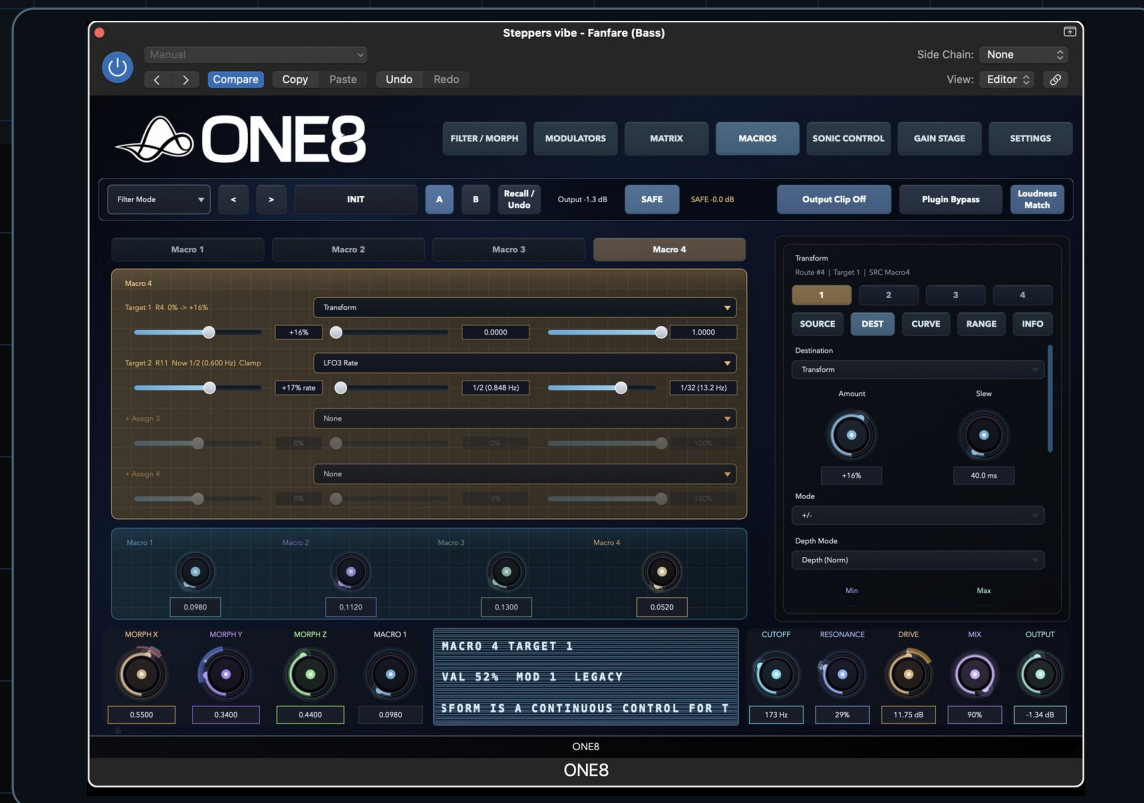 Steppers vibe - Fanfare (Bass)
Manual
Side Chain: None
< > Compare Copy Paste Undo Redo
View: Editor
ONE8
FILTER / MORPH MODULATORS MATRIX MACROS SONIC CONTROL GAIN STAGE SETTINGS
Filter Mode < > INIT A B Recall / Undo Output -1.3 dB SAFE SAFE -0.0 dB Output Clip Off Plugin Bypass Loudness Match
Macro 1 Macro 2 Macro 3 Macro 4
Macro 4
Target 1 R4 0% -> +16% Transform
+16% 0.0000 1.0000
Target 2 R11 Now 1/2 (0.600 Hz) Clamp LFO3 Rate
+17% rate 1/2 (0.848 Hz) 1/32 (13.2 Hz)
+ Assign 3 None
0% 0% 100%
+ Assign 4 None
0% 0% 100%
Macro 1 Macro 2 Macro 3 Macro 4
0.0980 0.1120 0.1300 0.0520
Transform
Route #4 | Target 1 | SRC Macro4
1 2 3 4
SOURCE DEST CURVE RANGE INFO
Destination
Transform
Amount Slew
+16% 40.0 ms
Mode
+/-
Depth Mode
Depth (Norm)
Min Max
MORPH X MORPH Y MORPH Z MACRO 1
0.5500 0.3400 0.4400 0.0980
MACRO 4 TARGET 1
VAL 52% MOD 1 LEGACY
SFORM IS A CONTINUOUS CONTROL FOR T
CUTOFF RESONANCE DRIVE MIX OUTPUT
173 Hz 29% 11.75 dB 90% -1.34 dB
ONE8
ONE8